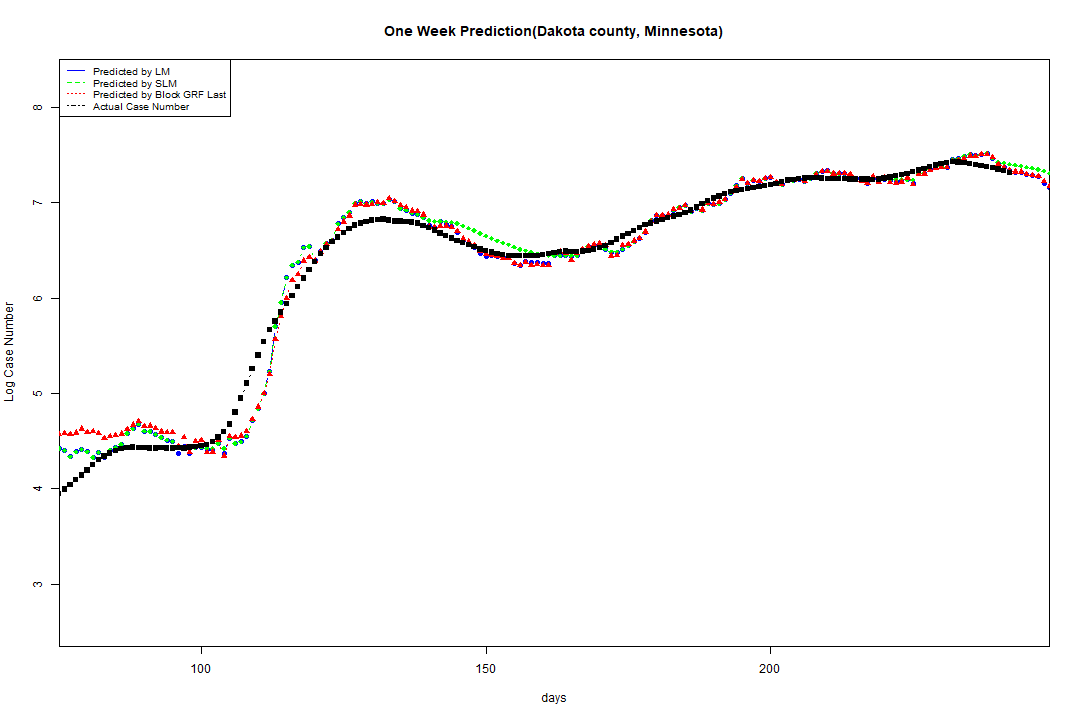 One Week Prediction(Dakota county, Minnesota)
Predicted by LM
Predicted by SLM
Predicted by Block GRF Last
Actual Case Number
8
7
6
5
4
3
Log Case Number
100 150 200
days